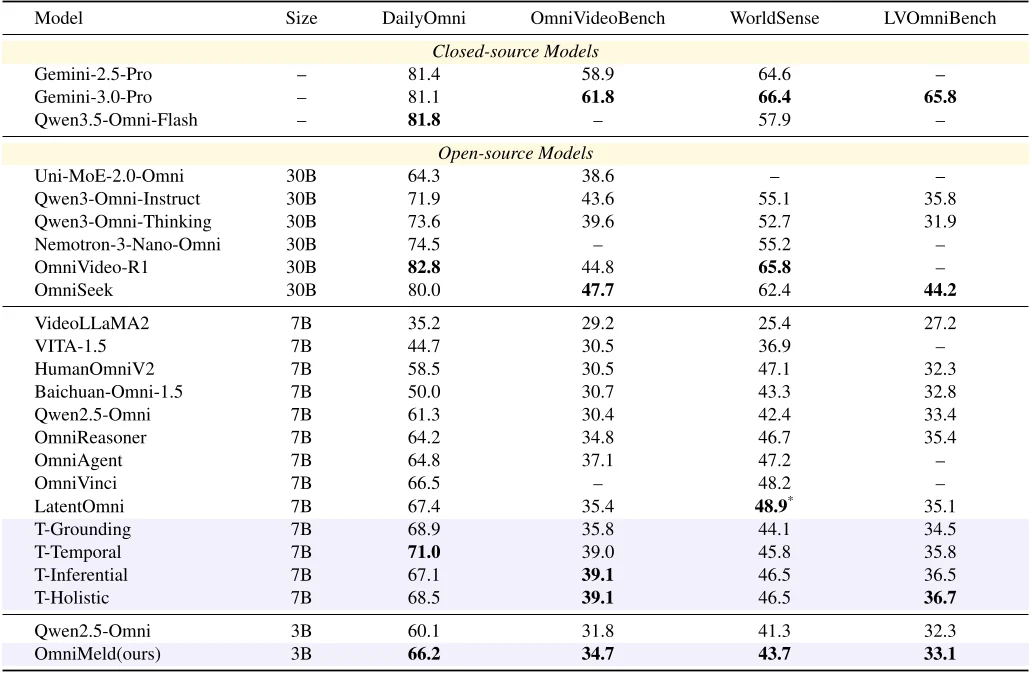 Model Size DailyOmni OmniVideoBench WorldSense LVOmniBench
Closed-source Models
Gemini-2.5-Pro – 81.4 58.9 64.6 –
Gemini-3.0-Pro – 81.1 61.8 66.4 65.8
Qwen3.5-Omni-Flash – 81.8 – 57.9 –
Open-source Models
Uni-MoE-2.0-Omni 30B 64.3 38.6 – –
Qwen3-Omni-Instruct 30B 71.9 43.6 55.1 35.8
Qwen3-Omni-Thinking 30B 73.6 39.6 52.7 31.9
Nemotron-3-Nano-Omni 30B 74.5 – 55.2 –
OmniVideo-R1 30B 82.8 44.8 65.8 –
OmniSeek 30B 80.0 47.7 62.4 44.2
VideoLLaMA2 7B 35.2 29.2 25.4 27.2
VITA-1.5 7B 44.7 30.5 36.9 –
HumanOmniV2 7B 58.5 30.5 47.1 32.3
Baichuan-Omni-1.5 7B 50.0 30.7 43.3 32.8
Qwen2.5-Omni 7B 61.3 30.4 42.4 33.4
OmniReasoner 7B 64.2 34.8 46.7 35.4
OmniAgent 7B 64.8 37.1 47.2 –
OmniVinci 7B 66.5 – 48.2 –
LatentOmni 7B 67.4 35.4 48.9* 35.1
T-Grounding 7B 68.9 35.8 44.1 34.5
T-Temporal 7B 71.0 39.0 45.8 35.8
T-Inferential 7B 67.1 39.1 46.5 36.5
T-Holistic 7B 68.5 39.1 46.5 36.7
Qwen2.5-Omni 3B 60.1 31.8 41.3 32.3
OmniMeld(ours) 3B 66.2 34.7 43.7 33.1